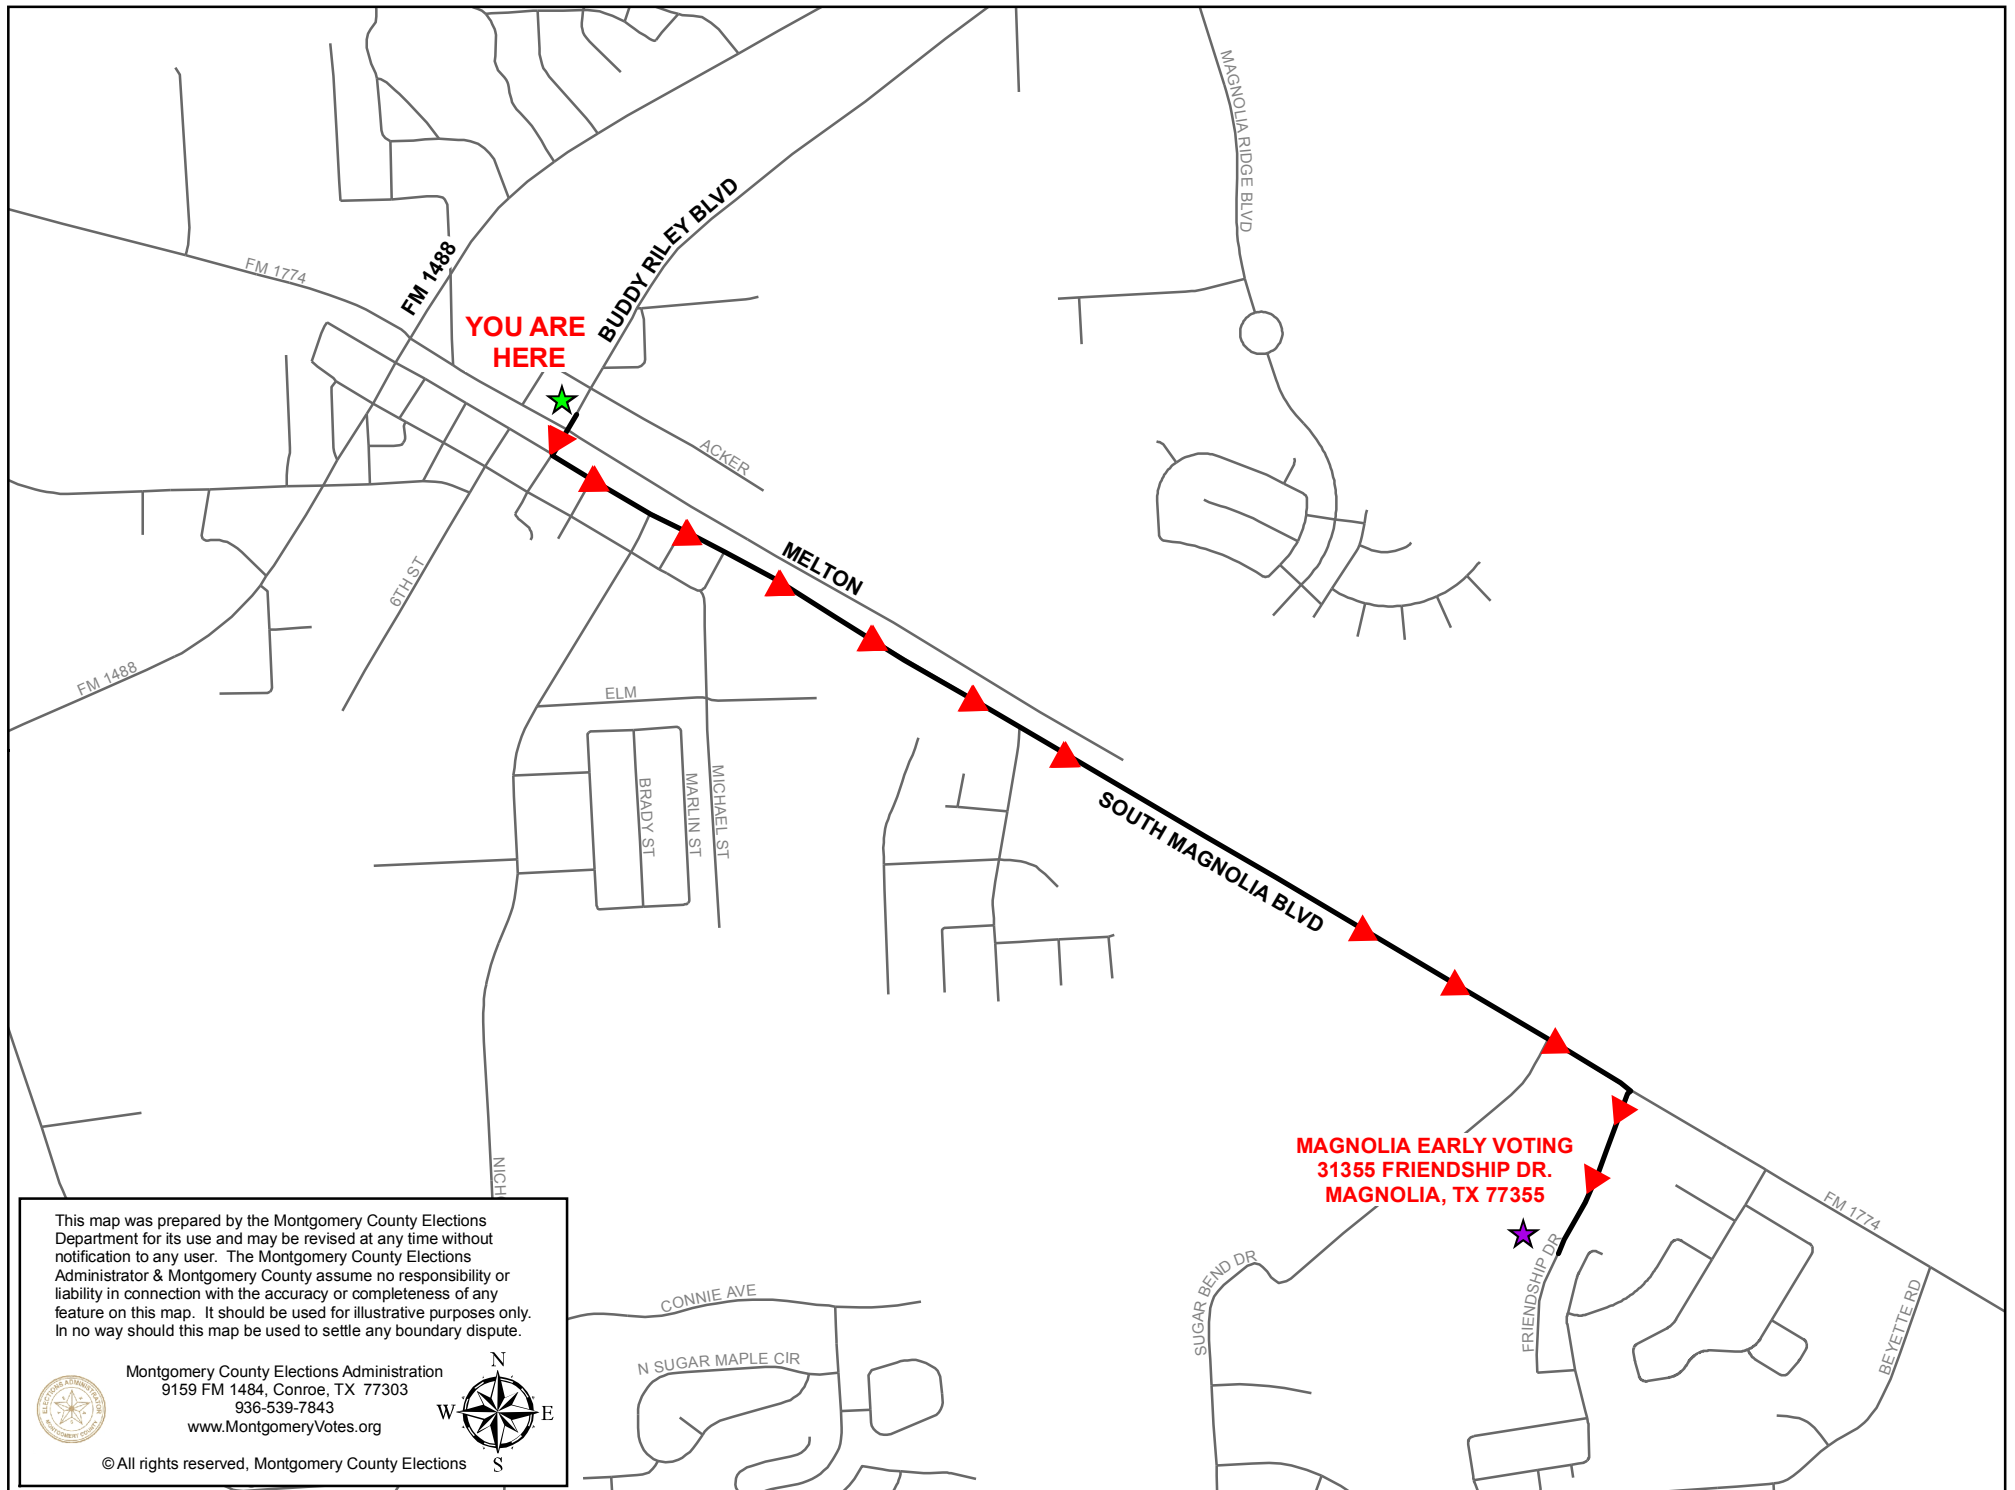 MAGNOLIA RIDGE BLVD
BUDDY RILEY BLVD
FM 1488
FM 1774
YOU ARE
HERE
ACKER
MELTON
6TH ST
FM 1488
ELM
BRADY ST
MARLIN ST
MICHAEL ST
SOUTH MAGNOLIA BLVD
MAGNOLIA EARLY VOTING
31355 FRIENDSHIP DR.
MAGNOLIA, TX 77355
FM 1774
FRIENDSHIP DR
SUGAR BEND DR
BEYETTE RD
CONNIE AVE
N SUGAR MAPLE CIR
This map was prepared by the Montgomery County Elections
Department for its use and may be revised at any time without
notification to any user. The Montgomery County Elections
Administrator & Montgomery County assume no responsibility or
liability in connection with the accuracy or completeness of any
feature on this map. It should be used for illustrative purposes only.
In no way should this map be used to settle any boundary dispute.
Montgomery County Elections Administration
9159 FM 1484, Conroe, TX 77303
936-539-7843
www.MontgomeryVotes.org
© All rights reserved, Montgomery County Elections
N
W
E
S
ELECTIONS ADMINISTRATOR
MONTGOMERY COUNTY